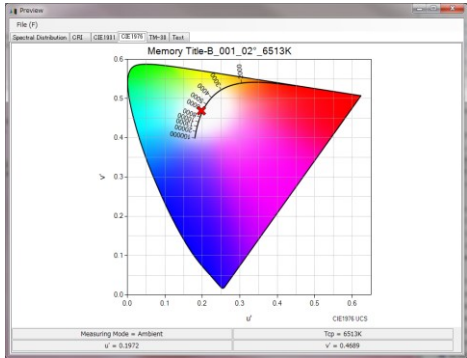 Preview
File (F)
Spectral Distribution CRI CIE1931 CIE1976 TM-30 Text
Memory Title-B_001_02°_6513K
0.6
0.5
0.4
0.3
0.2
0.1
0.0
v'
0.0 0.1 0.2 0.3 0.4 0.5 0.6
u'
CIE1976 UCS
Measuring Mode = Ambient Tcp = 6513K
u' = 0.1972 v' = 0.4689